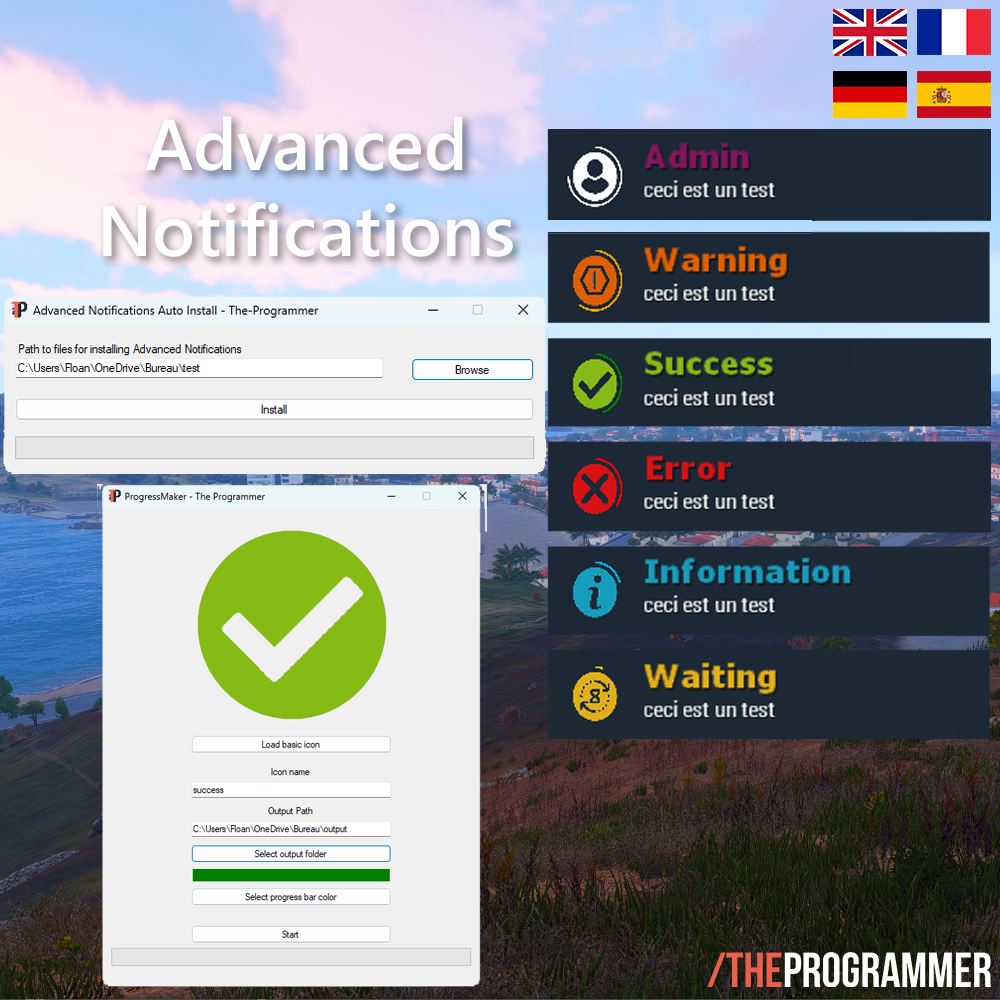 Advanced
Notifications
Admin
ceci est un test
Warning
ceci est un test
Success
ceci est un test
Error
ceci est un test
Information
ceci est un test
Waiting
ceci est un test
TP Advanced Notifications Auto Install - The-Programmer
Path to files for installing Advanced Notifications
C:\Users\Floan\OneDrive\Bureau\test
Browse
Install
TP ProgressMaker - The Programmer
Load basic icon
Icon name
success
Output Path
C:\Users\Floan\OneDrive\Bureau\output
Select output folder
Select progress bar color
Start
/THEPROGRAMMER